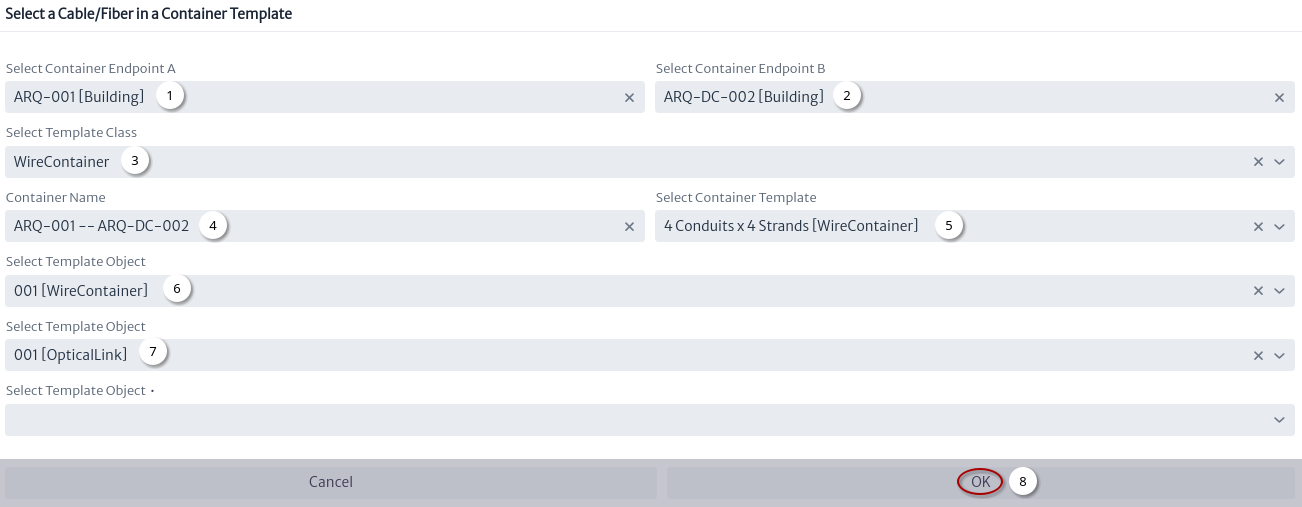 Select a Cable/Fiber in a Container Template
Select Container Endpoint A Select Container Endpoint B
ARQ-001 [Building] 1 ARQ-DC-002 [Building] 2
Select Template Class
WireContainer 3
Container Name Select Container Template
ARQ-001 -- ARQ-DC-002 4 4 Conduits x 4 Strands [WireContainer] 5
Select Template Object
001 [WireContainer] 6
Select Template Object
001 [OpticalLink] 7
Select Template Object •
Cancel OK 8